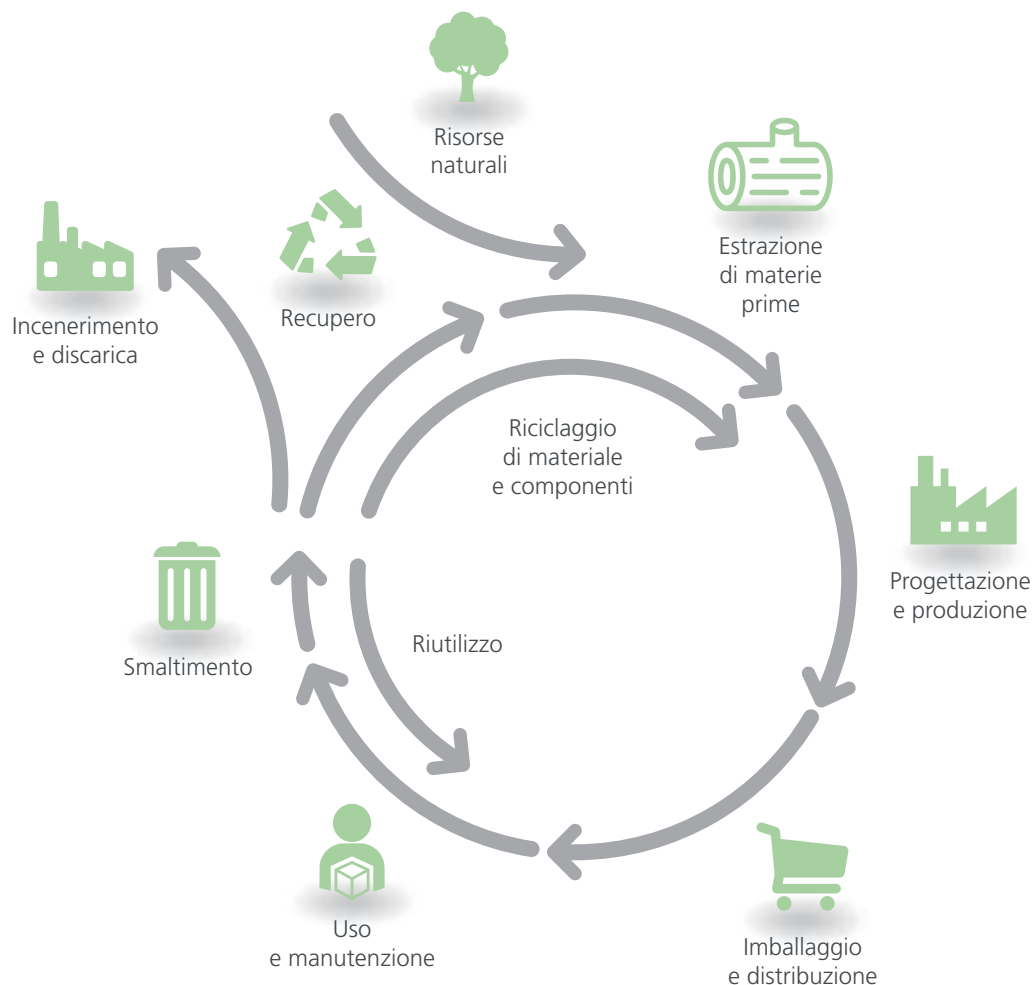 Risorse
naturali
Estrazione
di materie
prime
Recupero
Incenerimento
e discarica
Riciclaggio
di materiale
e componenti
Progettazione
e produzione
Riutilizzo
Smaltimento
Uso
e manutenzione
Imballaggio
e distribuzione